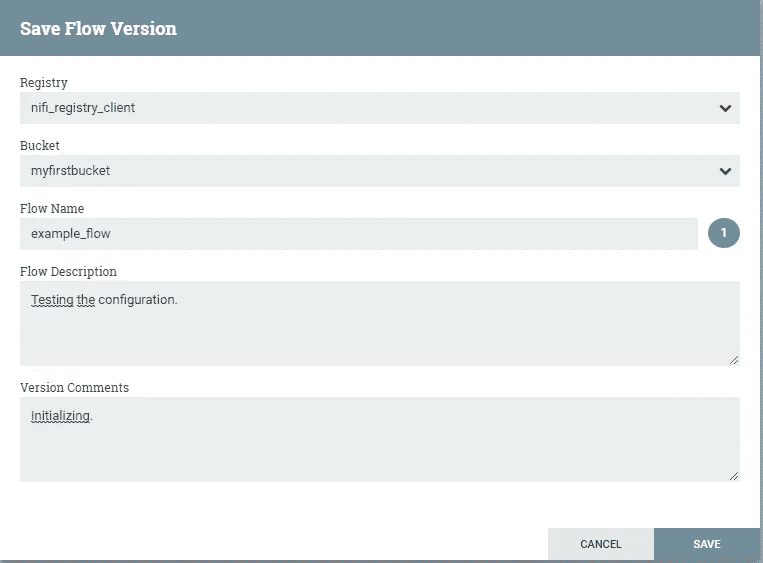 Save Flow Version
Registry
nifi_registry_client
Bucket
myfirstbucket
Flow Name
example_flow
1
Flow Description
Testing the configuration.
Version Comments
Initializing.
CANCEL
SAVE